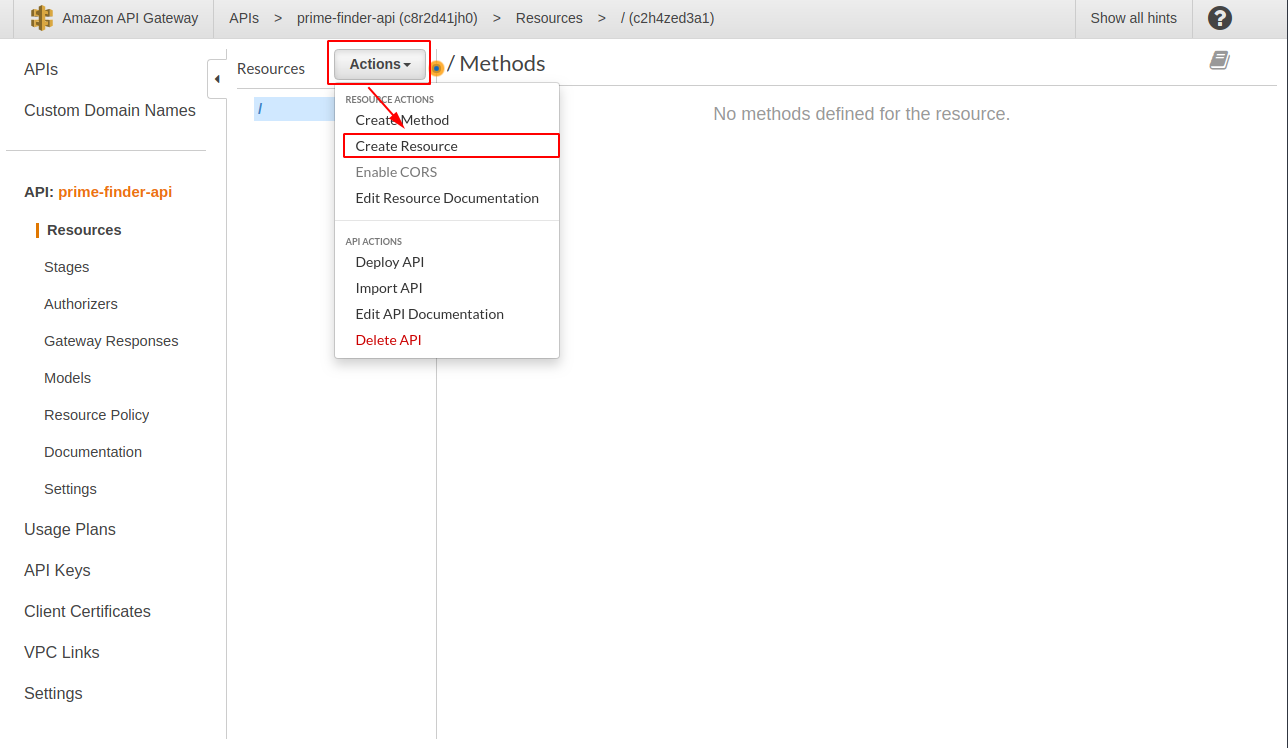 Amazon API Gateway
APIs > prime-finder-api (c8r2d41jh0) > Resources > / (c2h4zed3a1)
Show all hints
?
APIs
Custom Domain Names
API: prime-finder-api
Resources
Stages
Authorizers
Gateway Responses
Models
Resource Policy
Documentation
Settings
Usage Plans
API Keys
Client Certificates
VPC Links
Settings
Resources
Actions
/
RESOURCE ACTIONS
Create Method
Create Resource
Enable CORS
Edit Resource Documentation
API ACTIONS
Deploy API
Import API
Edit API Documentation
Delete API
/ Methods
No methods defined for the resource.